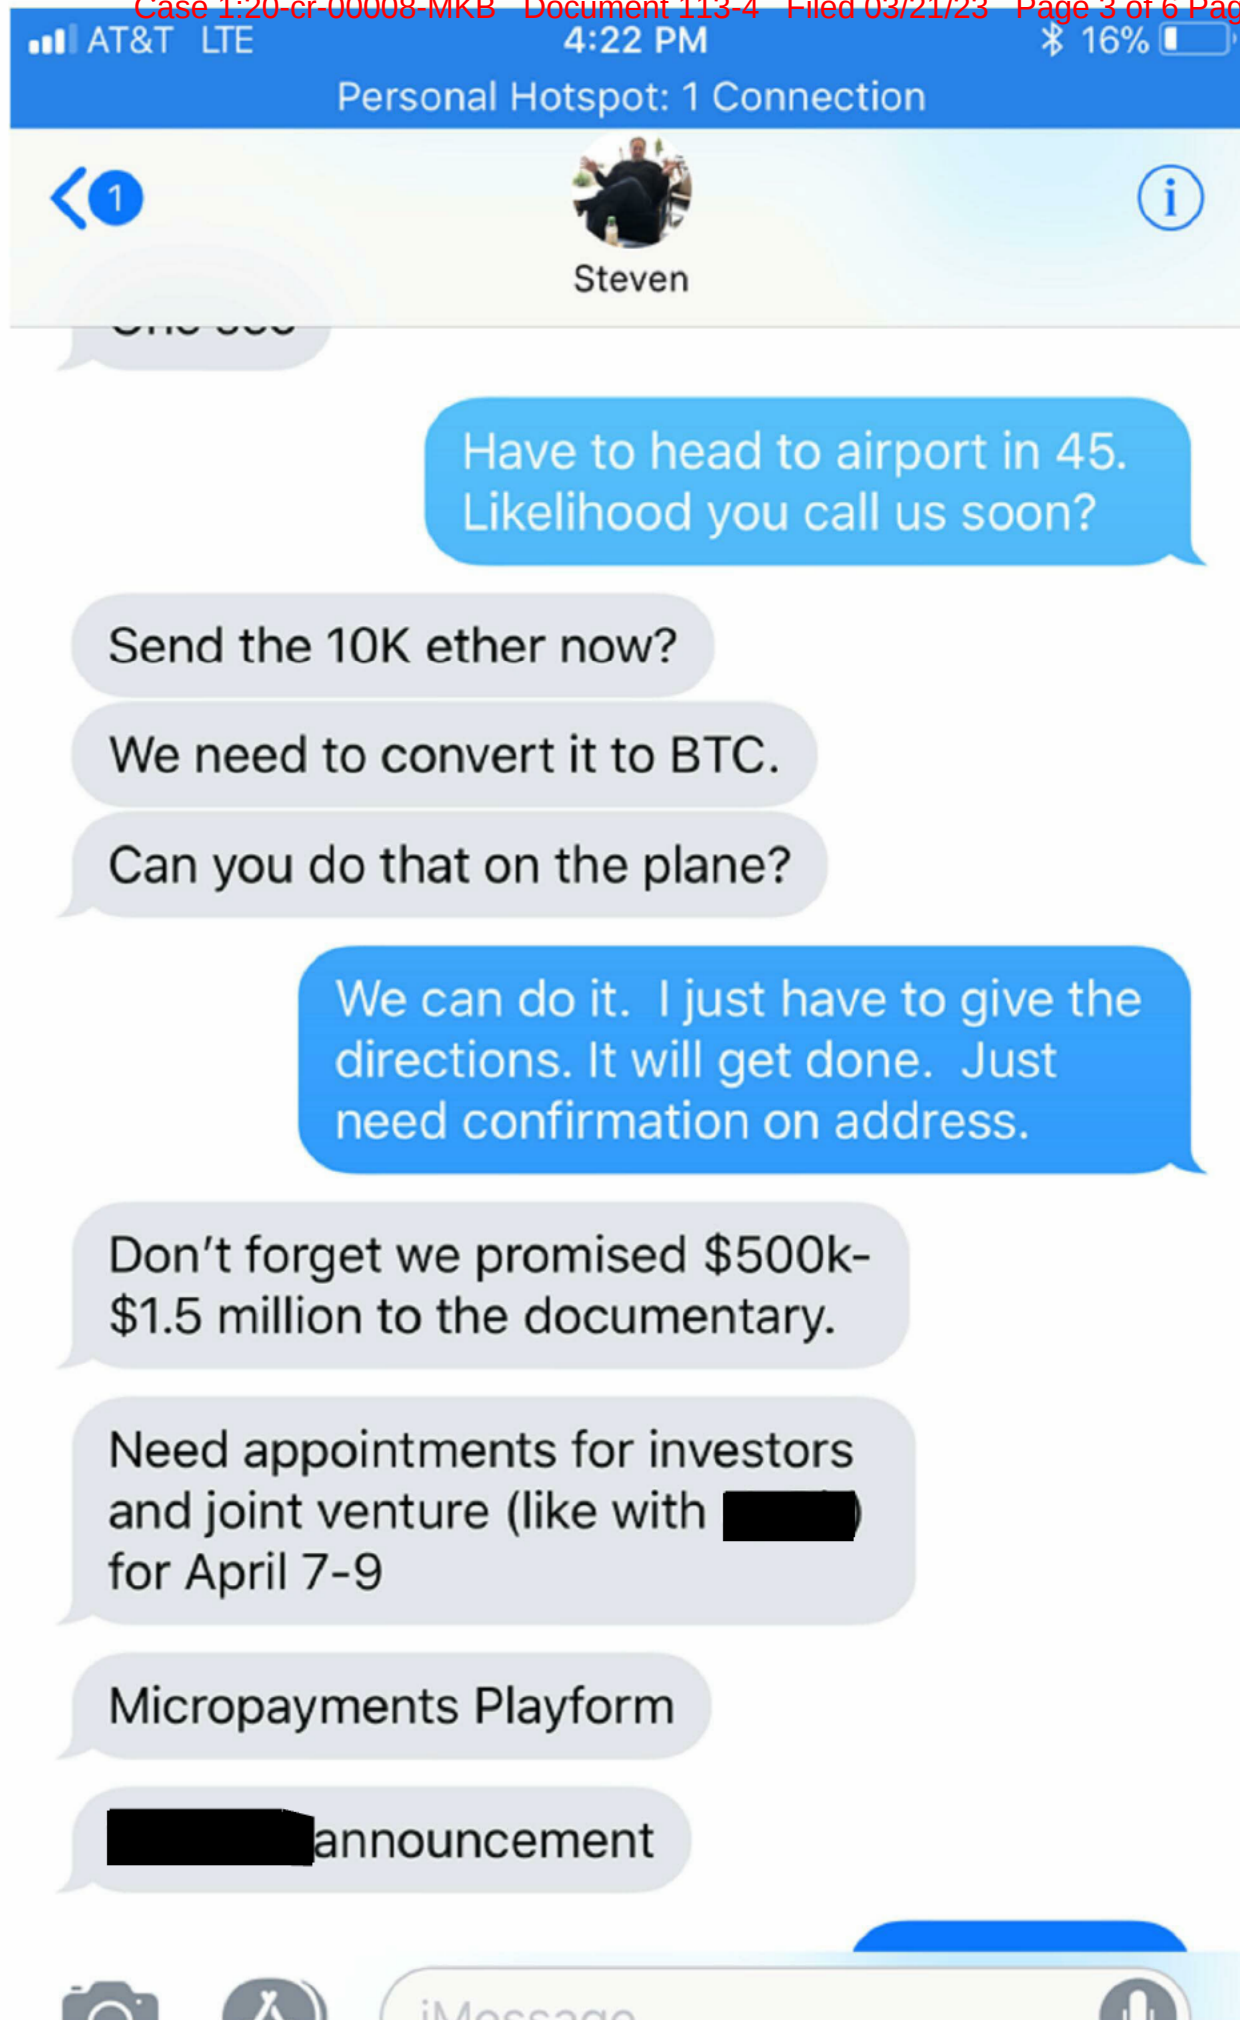 Case 1:20-cr-00008-MKB Document 113-4 Filed 03/21/23 Page 3 of 6 Pag
AT&T LTE 4:22 PM 16%
Personal Hotspot: 1 Connection
1
i
Steven
One sec
Have to head to airport in 45.
Likelihood you call us soon?
Send the 10K ether now?
We need to convert it to BTC.
Can you do that on the plane?
We can do it. I just have to give the
directions. It will get done. Just
need confirmation on address.
Don't forget we promised $500k-
$1.5 million to the documentary.
Need appointments for investors
and joint venture (like with )
for April 7-9
Micropayments Playform
announcement
iMessage